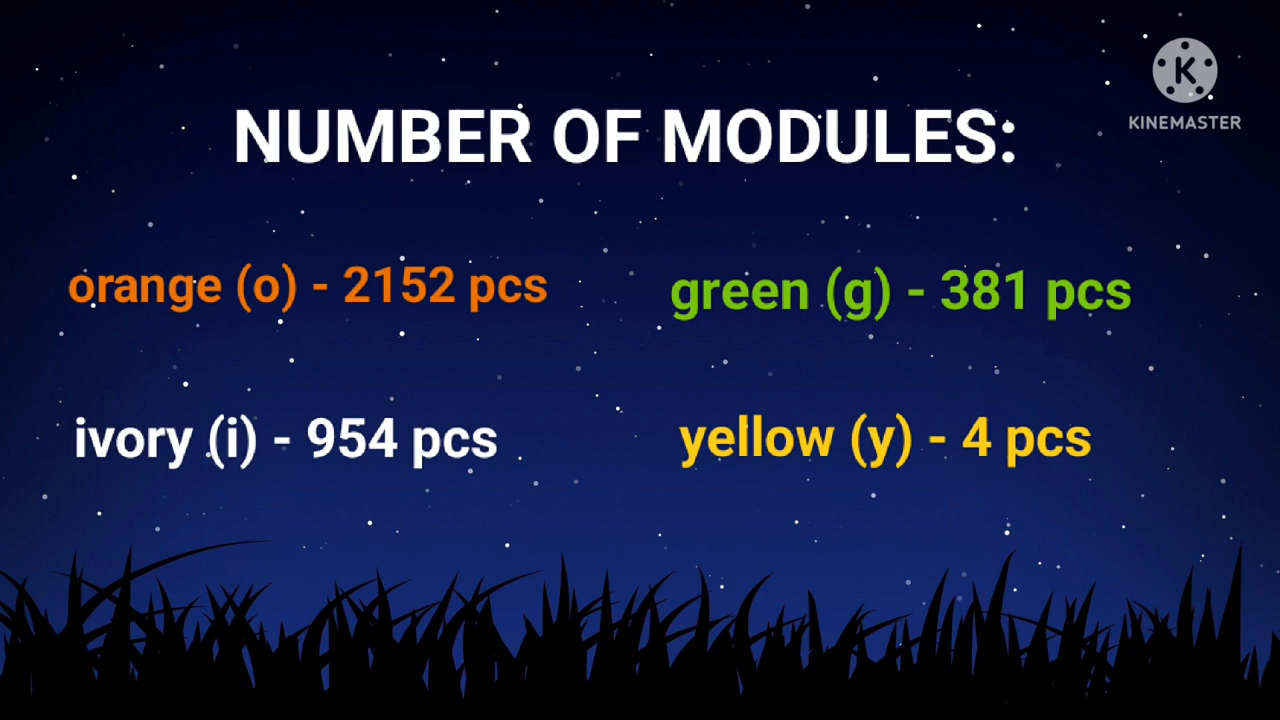 KINEMASTER
NUMBER OF MODULES:
orange (o) - 2152 pcs
green (g) - 381 pcs
ivory (i) - 954 pcs
yellow (y) - 4 pcs